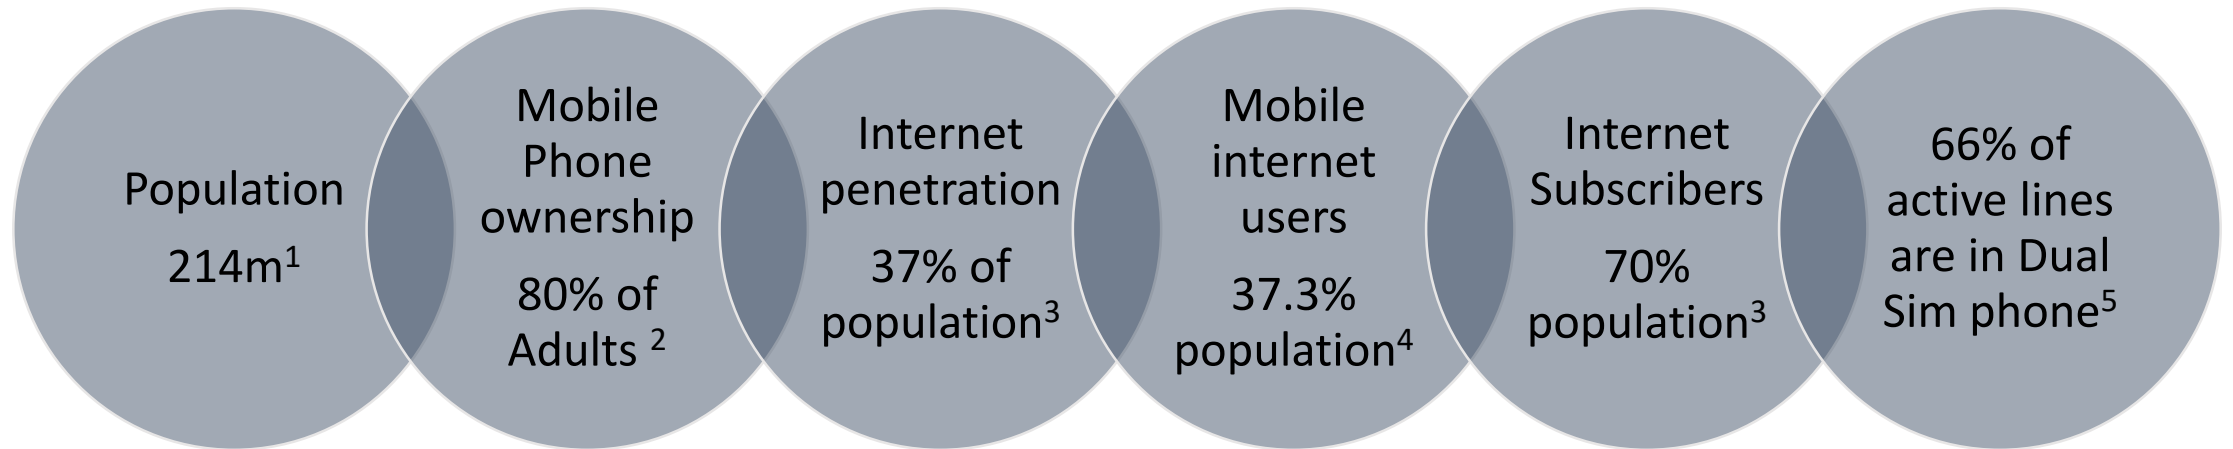 Population
214m¹
Mobile
Phone
ownership
80% of
Adults ²
Internet
penetration
37% of
population³
Mobile
internet
users
37.3%
population⁴
Internet
Subscribers
70%
population³
66% of
active lines
are in Dual
Sim phone⁵